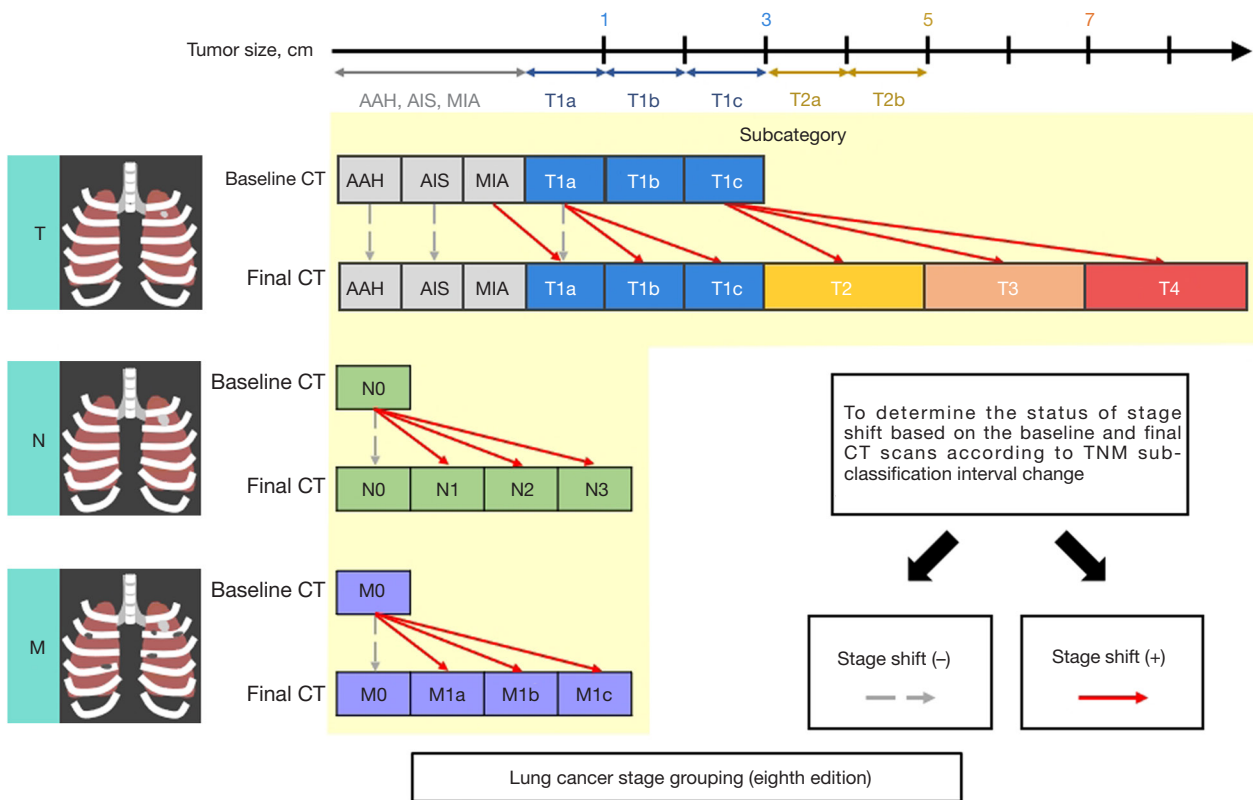 1 3 5 7
Tumor size, cm
AAH, AIS, MIA T1a T1b T1c T2a T2b
Subcategory
T
Baseline CT
AAH AIS MIA T1a T1b T1c
Final CT
AAH AIS MIA T1a T1b T1c T2 T3 T4
N
Baseline CT
N0
Final CT
N0 N1 N2 N3
M
Baseline CT
M0
Final CT
M0 M1a M1b M1c
To determine the status of stage
shift based on the baseline and final
CT scans according to TNM sub-
classification interval change
Stage shift (–)
Stage shift (+)
Lung cancer stage grouping (eighth edition)